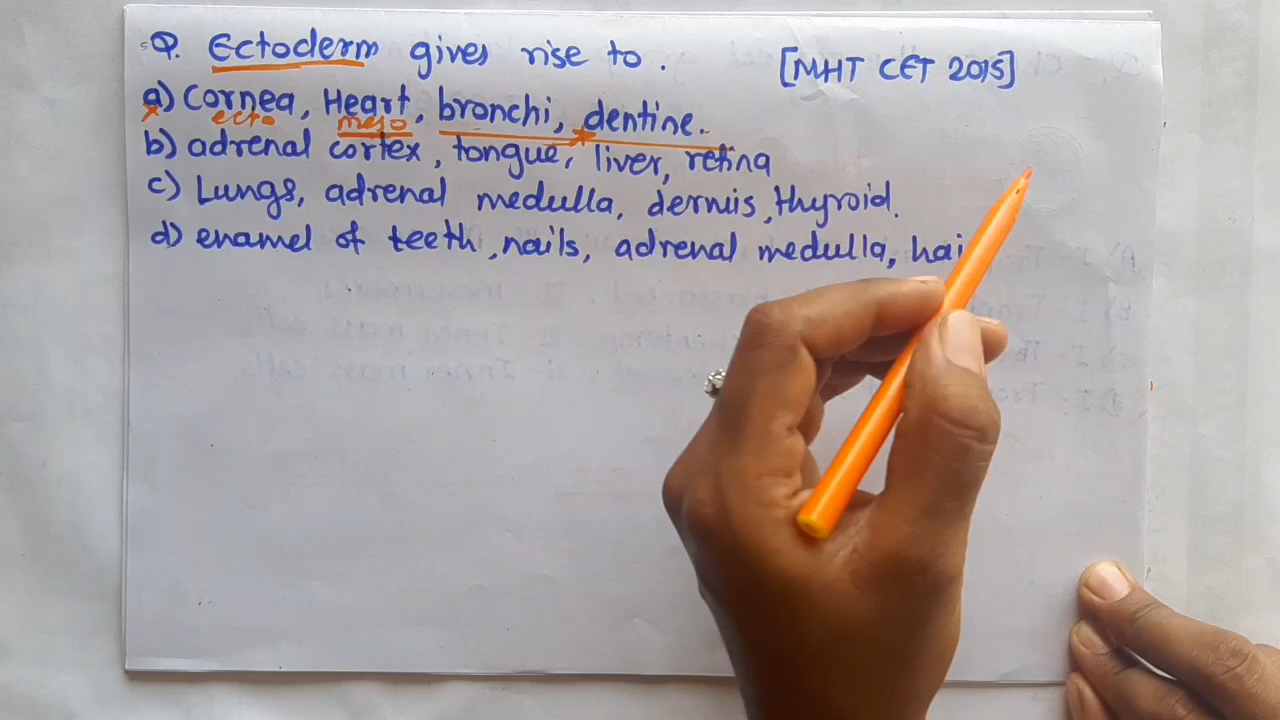 Q. Ectoderm gives rise to. [MHT CET 2015]
a) Cornea, Heart, bronchi, dentine.
ecto meso
b) adrenal cortex, tongue, liver, retina
c) Lungs, adrenal medulla, dermis, thyroid.
d) enamel of teeth, nails, adrenal medulla, hai